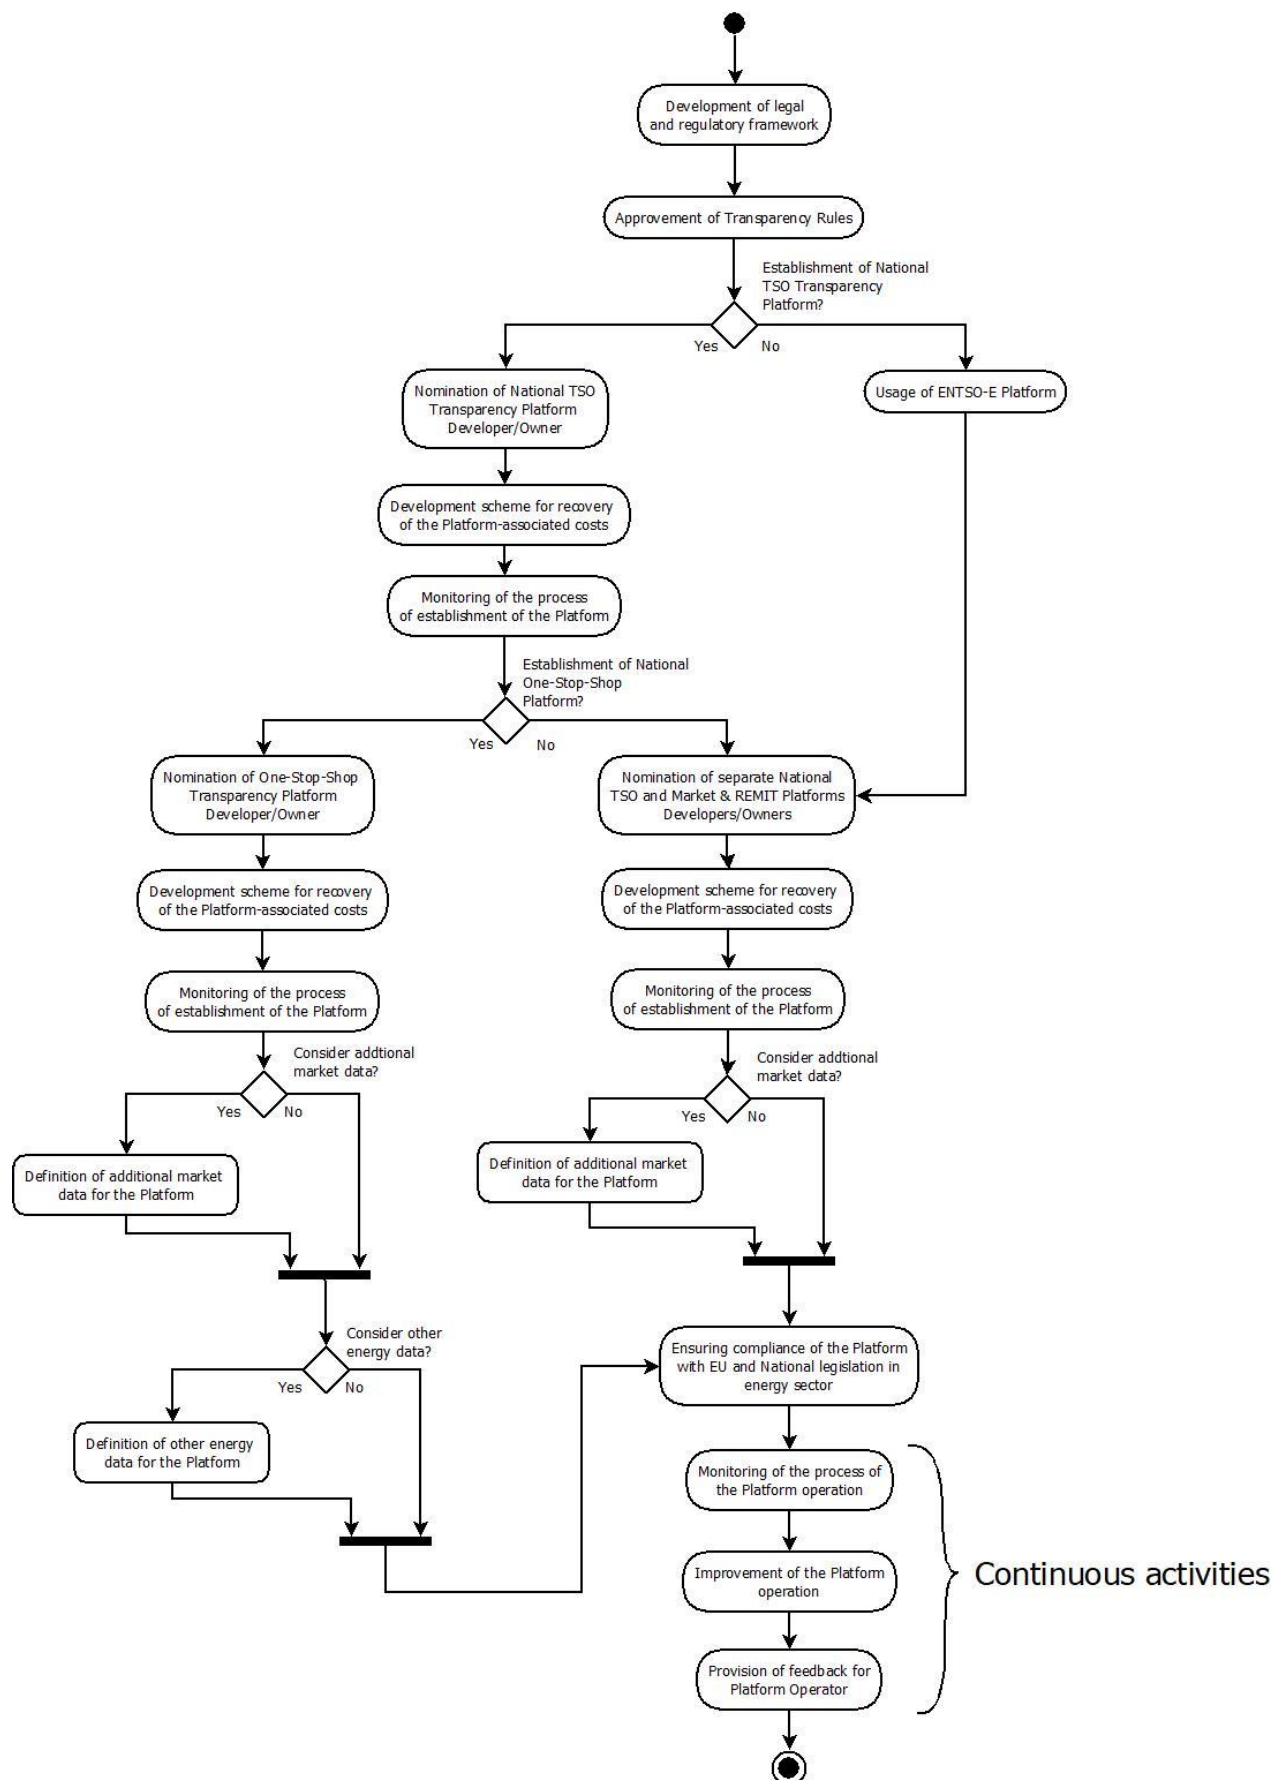 Development of legal
and regulatory framework
Approvement of Transparency Rules
Establishment of National
TSO Transparency
Platform?
Yes
No
Nomination of National TSO
Transparency Platform
Developer/Owner
Usage of ENTSO-E Platform
Development scheme for recovery
of the Platform-associated costs
Monitoring of the process
of establishment of the Platform
Establishment of National
One-Stop-Shop
Platform?
Yes
No
Nomination of One-Stop-Shop
Transparency Platform
Developer/Owner
Nomination of separate National
TSO and Market & REMIT Platforms
Developers/Owners
Development scheme for recovery
of the Platform-associated costs
Development scheme for recovery
of the Platform-associated costs
Monitoring of the process
of establishment of the Platform
Monitoring of the process
of establishment of the Platform
Consider addtional
market data?
Yes
No
Consider addtional
market data?
Yes
No
Definition of additional market
data for the Platform
Definition of additional market
data for the Platform
Consider other
energy data?
Yes
No
Ensuring compliance of the Platform
with EU and National legislation in
energy sector
Definition of other energy
data for the Platform
Monitoring of the process of
the Platform operation
Improvement of the Platform
operation
Continuous activities
Provision of feedback for
Platform Operator